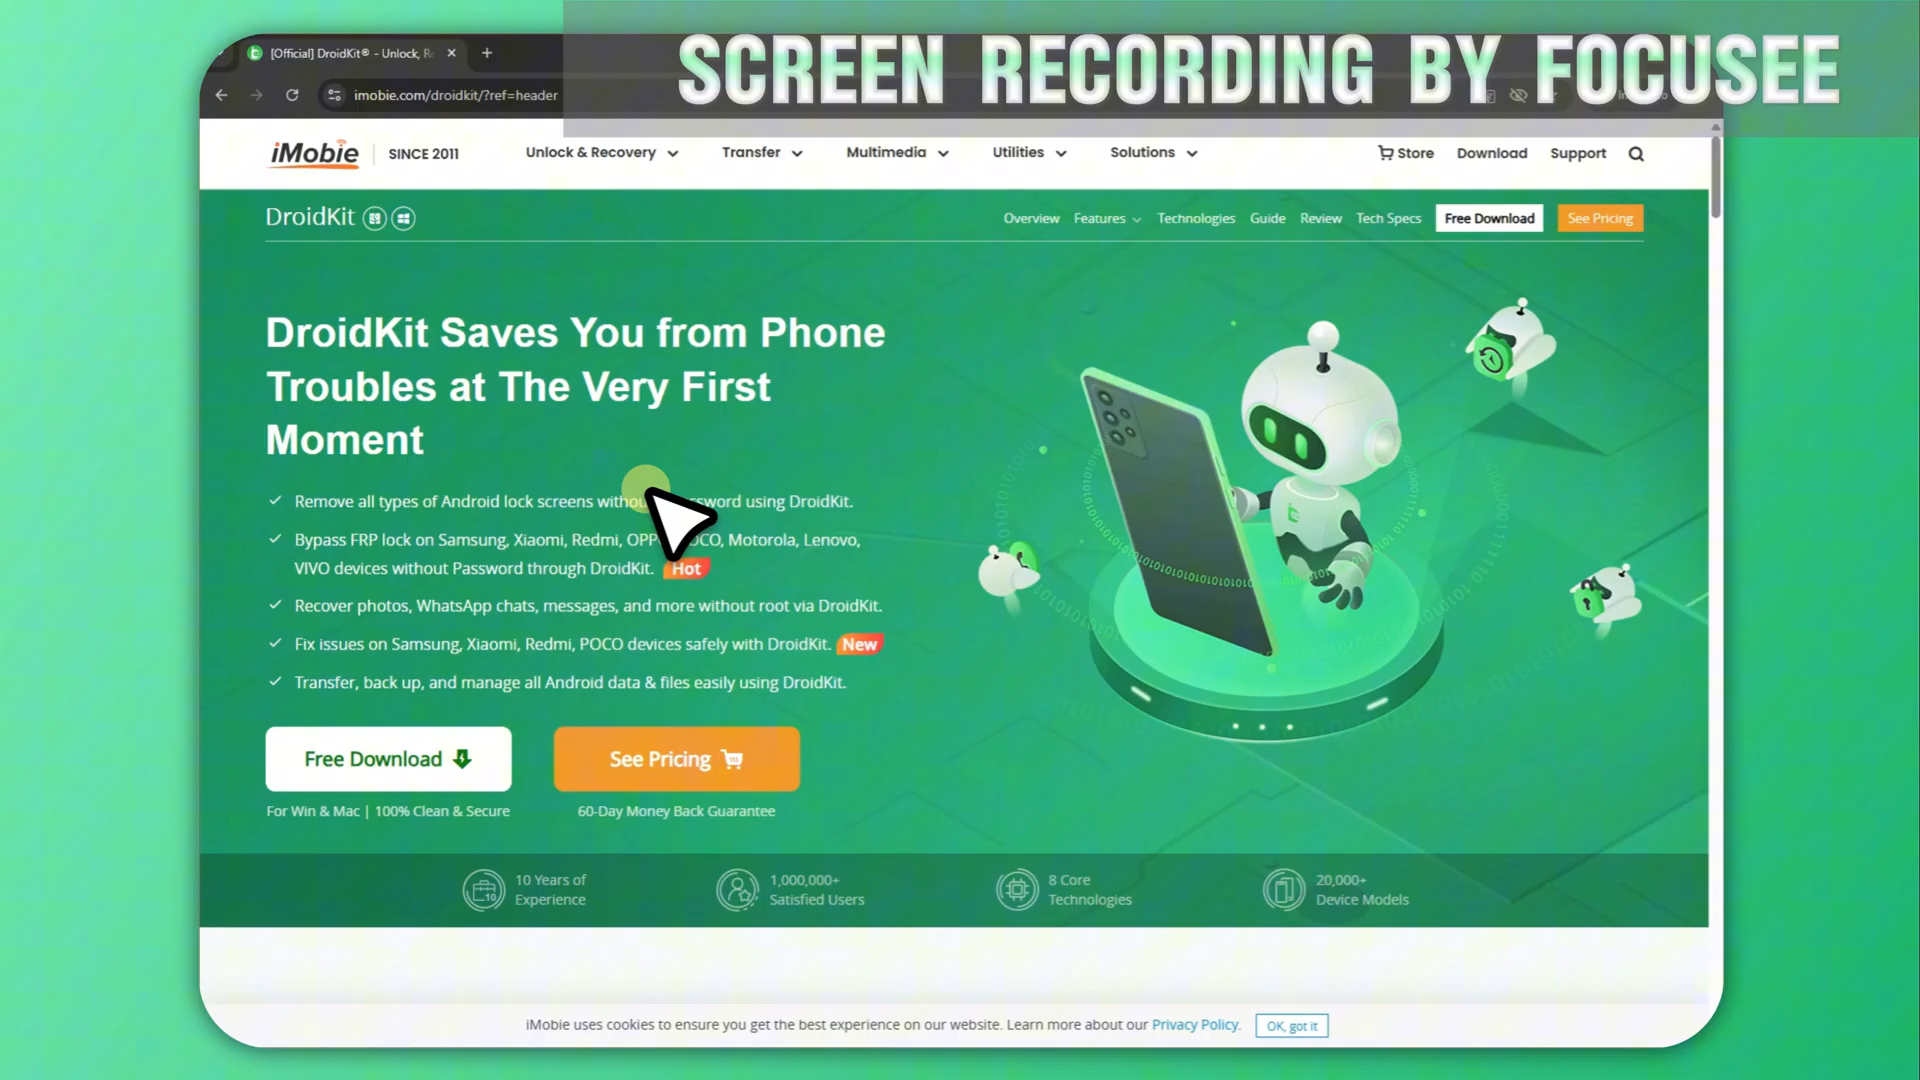 SCREEN RECORDING BY FOCUSEE
[Official] DroidKit® - Unlock, Re
imobie.com/droidkit/?ref=header
iMobie SINCE 2011 Unlock & Recovery Transfer Multimedia Utilities Solutions Store Download Support
DroidKit Overview Features Technologies Guide Review Tech Specs Free Download See Pricing
DroidKit Saves You from Phone
Troubles at The Very First
Moment
Remove all types of Android lock screens without password using DroidKit.
Bypass FRP lock on Samsung, Xiaomi, Redmi, OPPO, POCO, Motorola, Lenovo,
VIVO devices without Password through DroidKit. Hot
Recover photos, WhatsApp chats, messages, and more without root via DroidKit.
Fix issues on Samsung, Xiaomi, Redmi, POCO devices safely with DroidKit. New
Transfer, back up, and manage all Android data & files easily using DroidKit.
Free Download See Pricing
For Win & Mac | 100% Clean & Secure 60-Day Money Back Guarantee
10 Years of
Experience
1,000,000+
Satisfied Users
8 Core
Technologies
20,000+
Device Models
iMobie uses cookies to ensure you get the best experience on our website. Learn more about our Privacy Policy. OK, got it